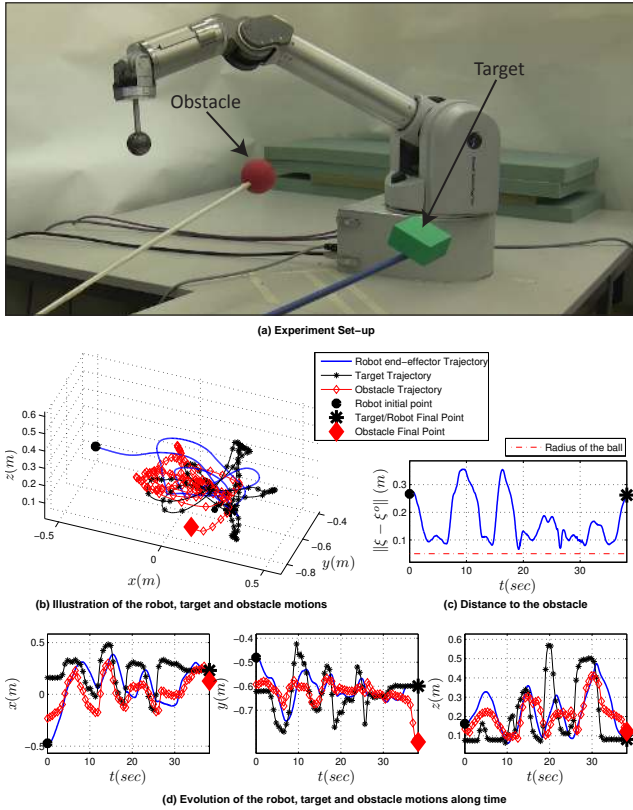 Obstacle
Target
(a) Experiment Set-up
Robot end-effector Trajectory
Target Trajectory
Obstacle Trajectory
Robot initial point
Target/Robot Final Point
Obstacle Final Point
0.6
0.5
0.4
0.3
0.2
0.1
z(m)
-0.5
0
0.5
x(m)
-0.4
-0.6
-0.8
y(m)
(b) Illustration of the robot, target and obstacle motions
Radius of the ball
0.3
0.2
0.1
||ξ − ξ^o|| (m)
0 10 20 30
t(sec)
(c) Distance to the obstacle
0.5
0
-0.5
x(m)
0 10 20 30
t(sec)
-0.4
-0.5
-0.6
-0.7
y(m)
0 10 20 30
t(sec)
0.6
0.5
0.4
0.3
0.2
0.1
z(m)
0 10 20 30
t(sec)
(d) Evolution of the robot, target and obstacle motions along time